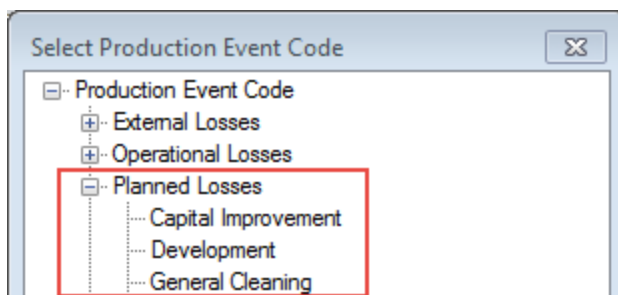 Select Production Event Code
Production Event Code
External Losses
Operational Losses
Planned Losses
Capital Improvement
Development
General Cleaning